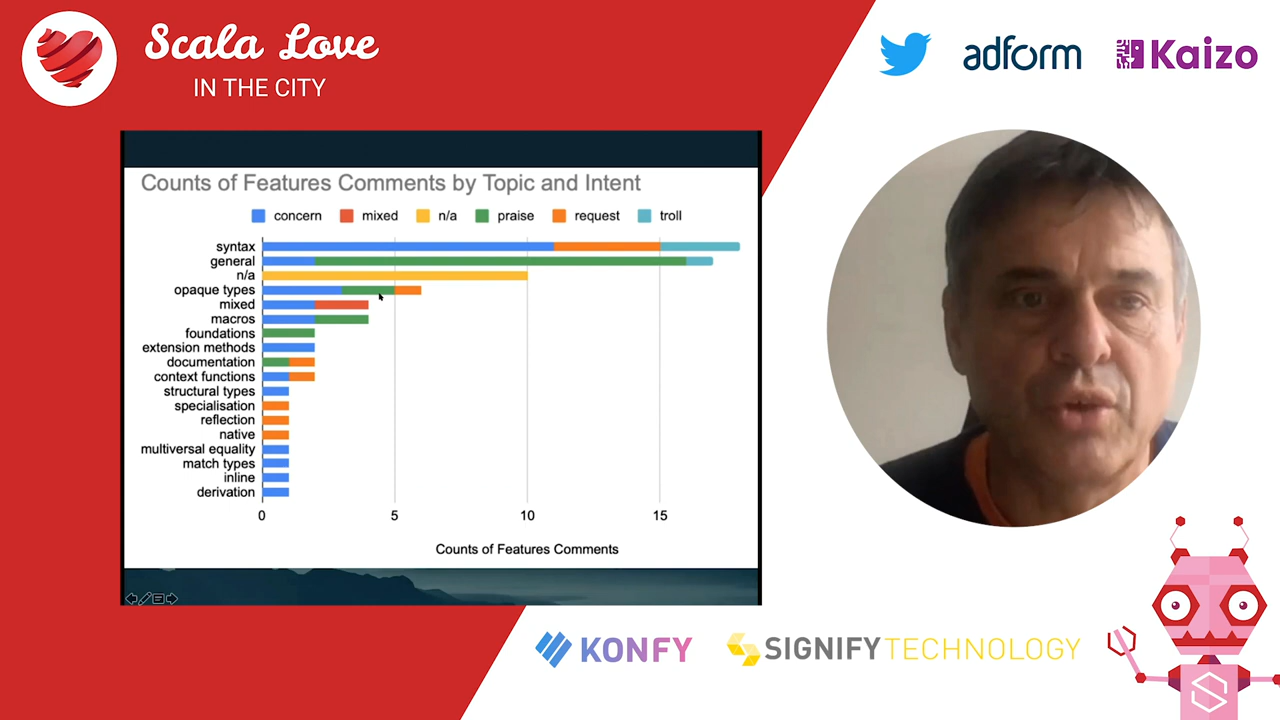 Scala Love
IN THE CITY
adform
Kaizo
Counts of Features Comments by Topic and Intent
concern mixed n/a praise request troll
syntax
general
n/a
opaque types
mixed
macros
foundations
extension methods
documentation
context functions
structural types
specialisation
reflection
native
multiversal equality
match types
inline
derivation
0 5 10 15
Counts of Features Comments
KONFY
SIGNIFY TECHNOLOGY